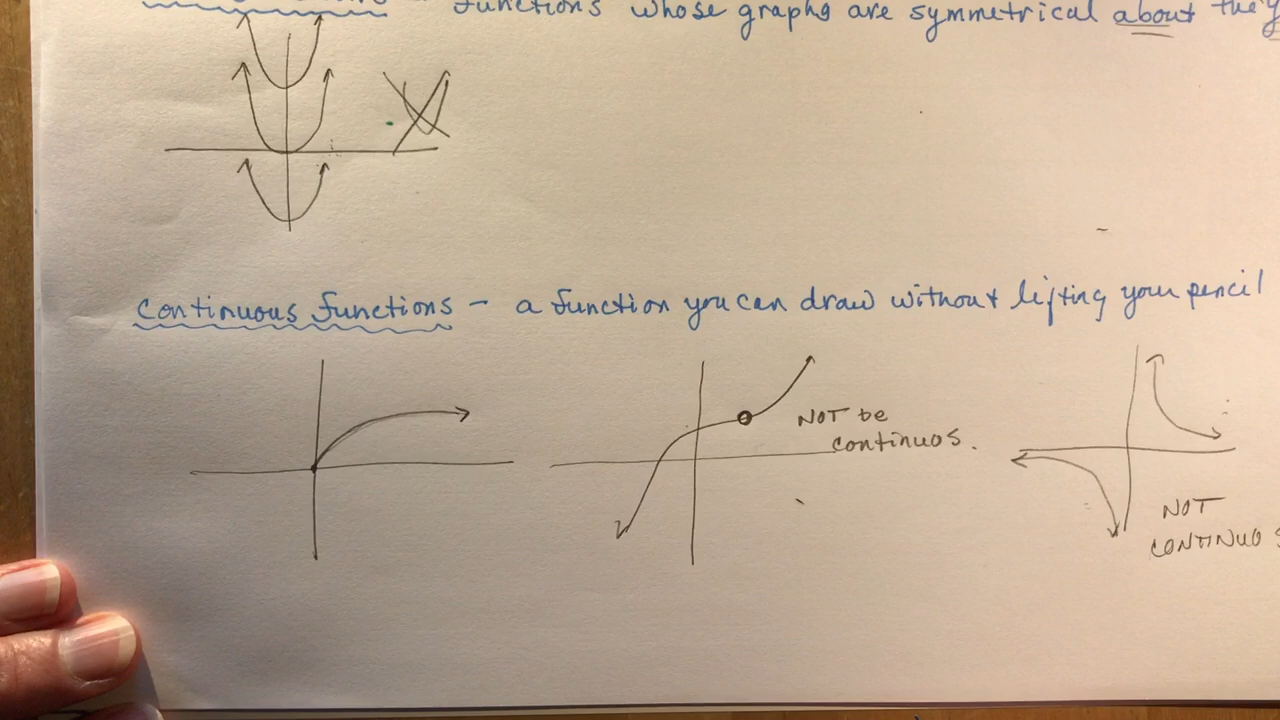 functions whose graphs are symmetrical about the y
Continuous functions - a function you can draw without lifting your pencil
NOT be
continuos.
NOT
CONTINUOS